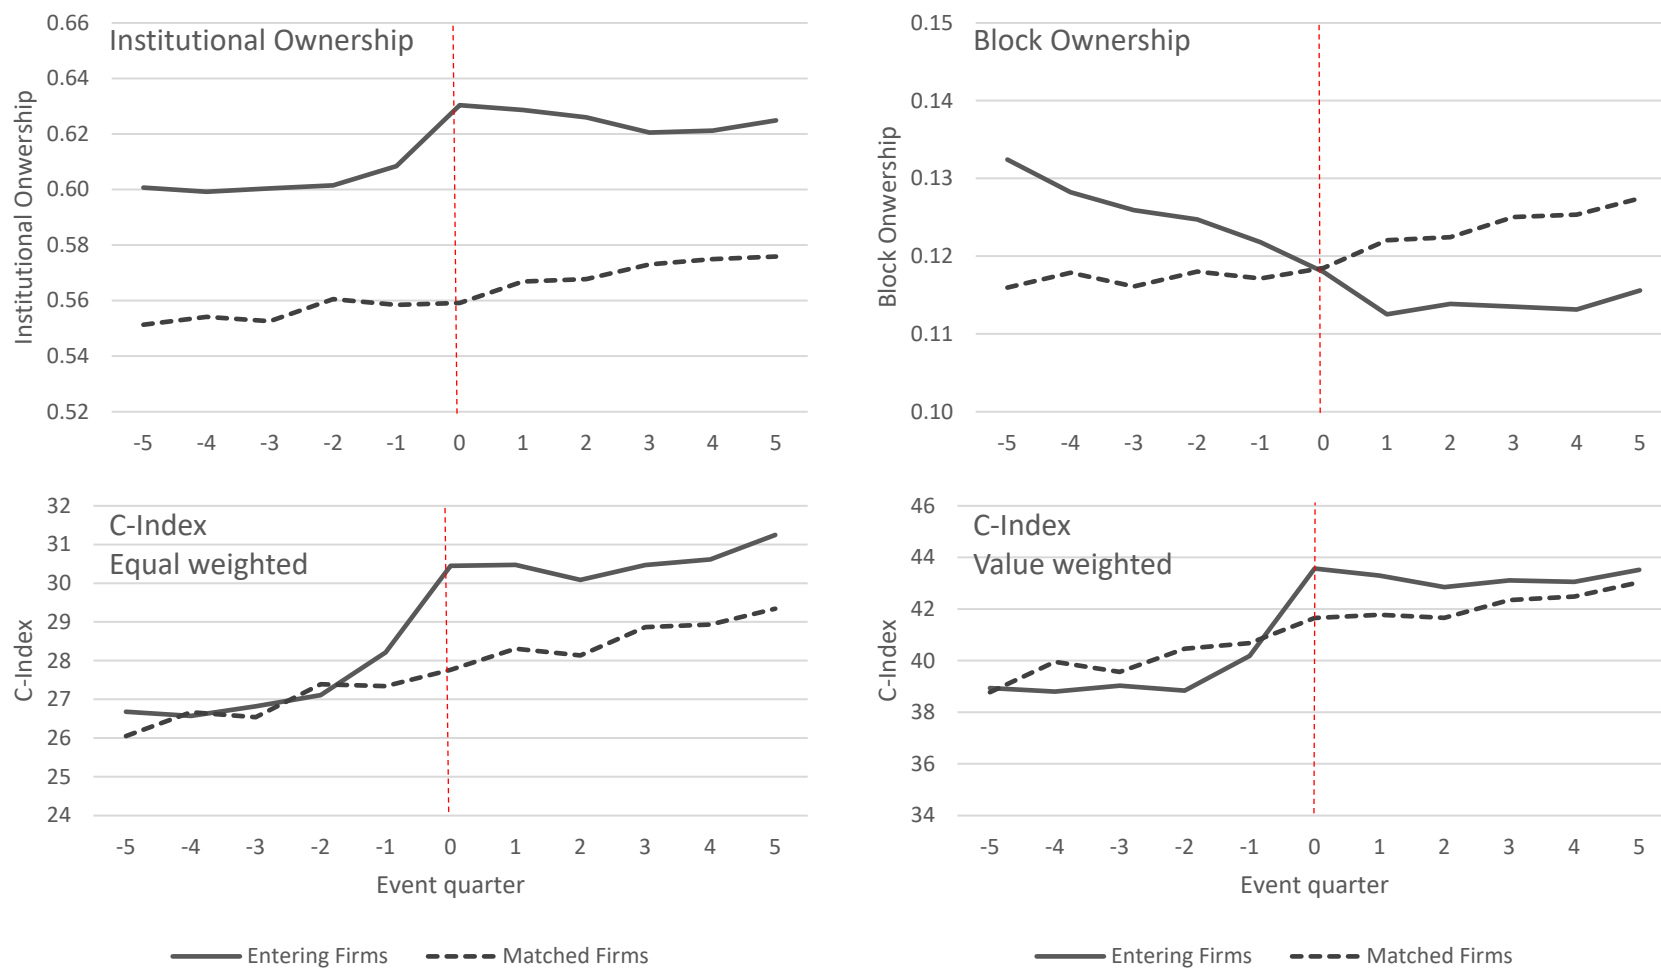 Institutional Ownership
Institutional Onwership
0.66
0.64
0.62
0.60
0.58
0.56
0.54
0.52
-5 -4 -3 -2 -1 0 1 2 3 4 5
Block Ownership
Block Onwership
0.15
0.14
0.13
0.12
0.11
0.10
-5 -4 -3 -2 -1 0 1 2 3 4 5
C-Index
Equal weighted
C-Index
32
31
30
29
28
27
26
25
24
-5 -4 -3 -2 -1 0 1 2 3 4 5
Event quarter
Entering Firms Matched Firms
C-Index
Value weighted
C-Index
46
44
42
40
38
36
34
-5 -4 -3 -2 -1 0 1 2 3 4 5
Event quarter
Entering Firms Matched Firms